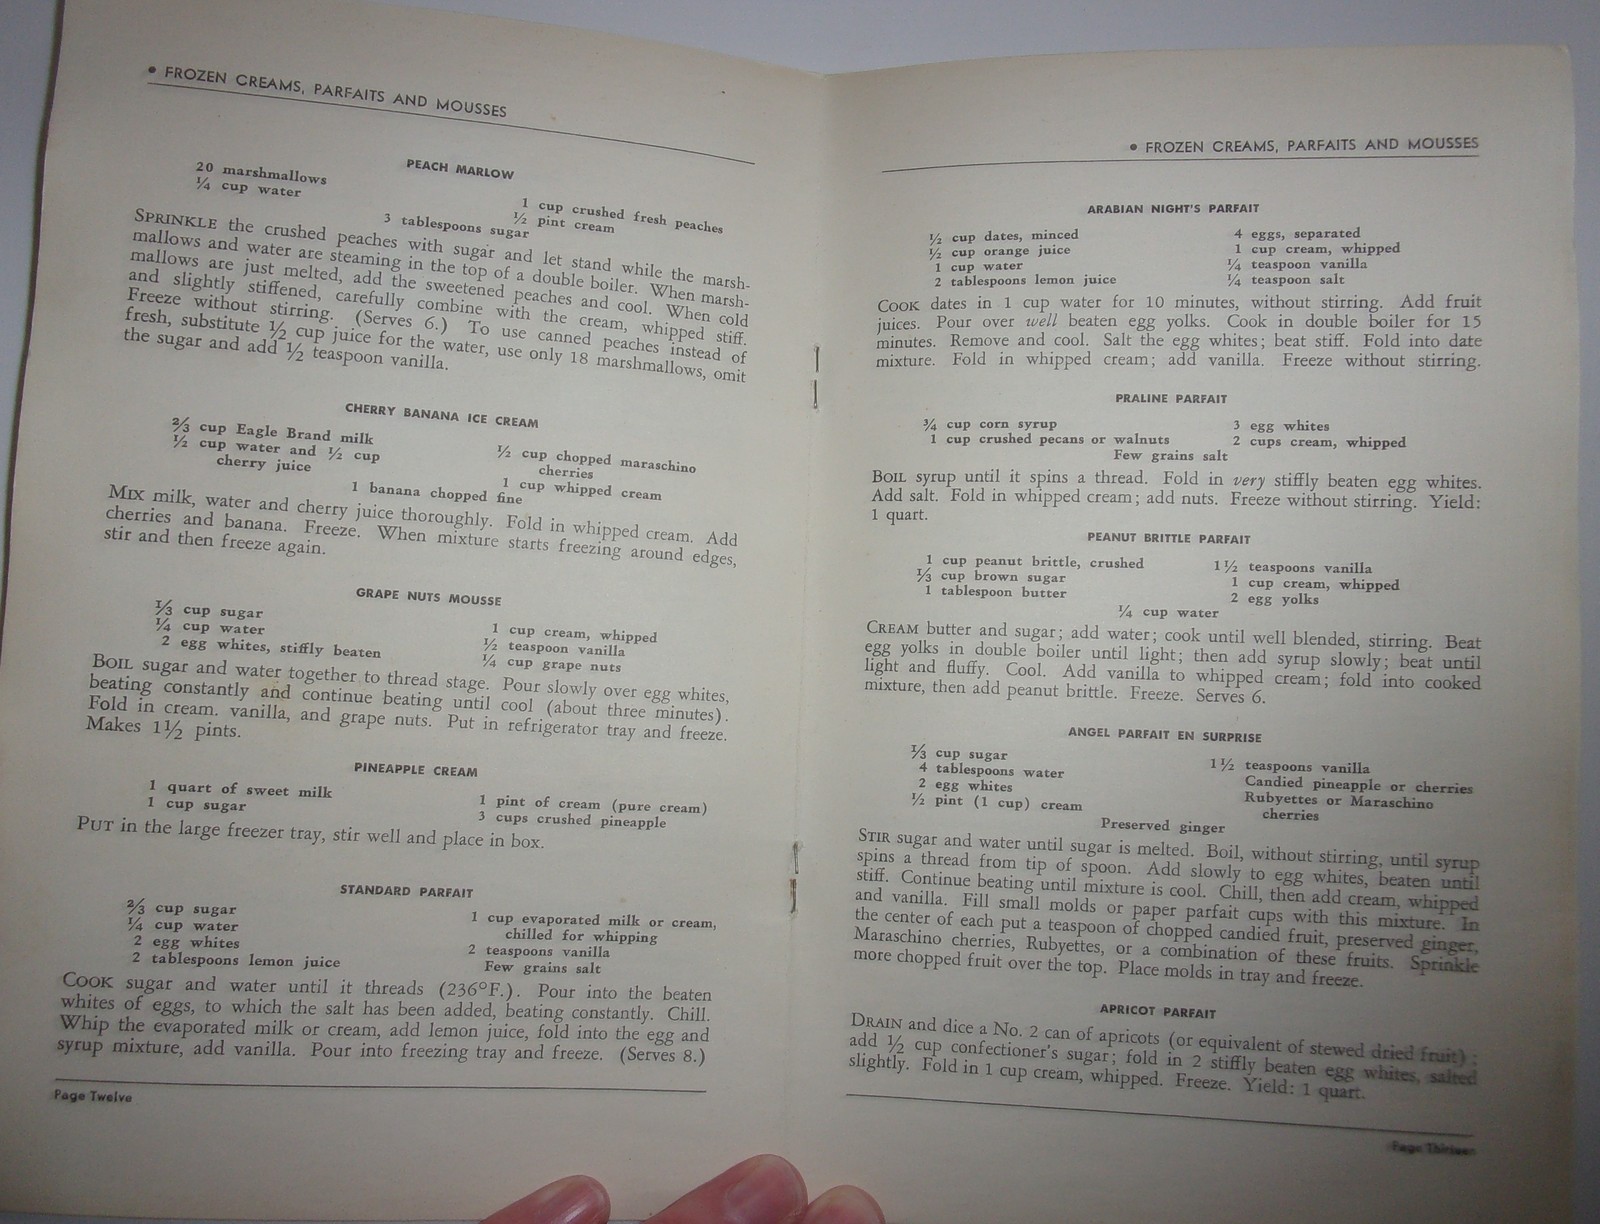 • FROZEN CREAMS, PARFAITS AND MOUSSES
PEACH MARLOW
20 marshmallows
¼ cup water
1 cup crushed fresh peaches
½ pint cream
3 tablespoons sugar
SPRINKLE the crushed peaches with sugar and let stand while the marsh-
mallows and water are steaming in the top of a double boiler. When marsh-
mallows are just melted, add the sweetened peaches and cool. When cold
and slightly stiffened, carefully combine with the cream, whipped stiff.
Freeze without stirring. (Serves 6.) To use canned peaches instead of
fresh, substitute ½ cup juice for the water, use only 18 marshmallows, omit
the sugar and add ½ teaspoon vanilla.
CHERRY BANANA ICE CREAM
⅔ cup Eagle Brand milk
½ cup water and ½ cup
cherry juice
½ cup chopped maraschino
cherries
1 cup whipped cream
1 banana chopped fine
MIX milk, water and cherry juice thoroughly. Fold in whipped cream. Add
cherries and banana. Freeze. When mixture starts freezing around edges,
stir and then freeze again.
GRAPE NUTS MOUSSE
⅓ cup sugar
¼ cup water
2 egg whites, stiffly beaten
1 cup cream, whipped
½ teaspoon vanilla
¼ cup grape nuts
BOIL sugar and water together to thread stage. Pour slowly over egg whites,
beating constantly and continue beating until cool (about three minutes).
Fold in cream. vanilla, and grape nuts. Put in refrigerator tray and freeze.
Makes 1½ pints.
PINEAPPLE CREAM
1 quart of sweet milk
1 cup sugar
1 pint of cream (pure cream)
3 cups crushed pineapple
PUT in the large freezer tray, stir well and place in box.
STANDARD PARFAIT
⅔ cup sugar
¼ cup water
2 egg whites
2 tablespoons lemon juice
1 cup evaporated milk or cream,
chilled for whipping
2 teaspoons vanilla
Few grains salt
COOK sugar and water until it threads (236°F.). Pour into the beaten
whites of eggs, to which the salt has been added, beating constantly. Chill.
Whip the evaporated milk or cream, add lemon juice, fold into the egg and
syrup mixture, add vanilla. Pour into freezing tray and freeze. (Serves 8.)
Page Twelve
• FROZEN CREAMS, PARFAITS AND MOUSSES
ARABIAN NIGHT'S PARFAIT
½ cup dates, minced
½ cup orange juice
1 cup water
2 tablespoons lemon juice
4 eggs, separated
1 cup cream, whipped
¼ teaspoon vanilla
¼ teaspoon salt
COOK dates in 1 cup water for 10 minutes, without stirring. Add fruit
juices. Pour over well beaten egg yolks. Cook in double boiler for 15
minutes. Remove and cool. Salt the egg whites; beat stiff. Fold into date
mixture. Fold in whipped cream; add vanilla. Freeze without stirring.
PRALINE PARFAIT
¾ cup corn syrup
1 cup crushed pecans or walnuts
3 egg whites
2 cups cream, whipped
Few grains salt
BOIL syrup until it spins a thread. Fold in very stiffly beaten egg whites.
Add salt. Fold in whipped cream; add nuts. Freeze without stirring. Yield:
1 quart.
PEANUT BRITTLE PARFAIT
1 cup peanut brittle, crushed
⅓ cup brown sugar
1 tablespoon butter
1½ teaspoons vanilla
1 cup cream, whipped
2 egg yolks
¼ cup water
CREAM butter and sugar; add water; cook until well blended, stirring. Beat
egg yolks in double boiler until light; then add syrup slowly; beat until
light and fluffy. Cool. Add vanilla to whipped cream; fold into cooked
mixture, then add peanut brittle. Freeze. Serves 6.
ANGEL PARFAIT EN SURPRISE
⅓ cup sugar
4 tablespoons water
2 egg whites
½ pint (1 cup) cream
1½ teaspoons vanilla
Candied pineapple or cherries
Rubyettes or Maraschino
cherries
Preserved ginger
STIR sugar and water until sugar is melted. Boil, without stirring, until syrup
spins a thread from tip of spoon. Add slowly to egg whites, beaten until
stiff. Continue beating until mixture is cool. Chill, then add cream, whipped
and vanilla. Fill small molds or paper parfait cups with this mixture. In
the center of each put a teaspoon of chopped candied fruit, preserved ginger,
Maraschino cherries, Rubyettes, or a combination of these fruits. Sprinkle
more chopped fruit over the top. Place molds in tray and freeze.
APRICOT PARFAIT
DRAIN and dice a No. 2 can of apricots (or equivalent of stewed dried fruit);
add ½ cup confectioner's sugar; fold in 2 stiffly beaten egg whites, salted
slightly. Fold in 1 cup cream, whipped. Freeze. Yield: 1 quart.
Page Thirteen